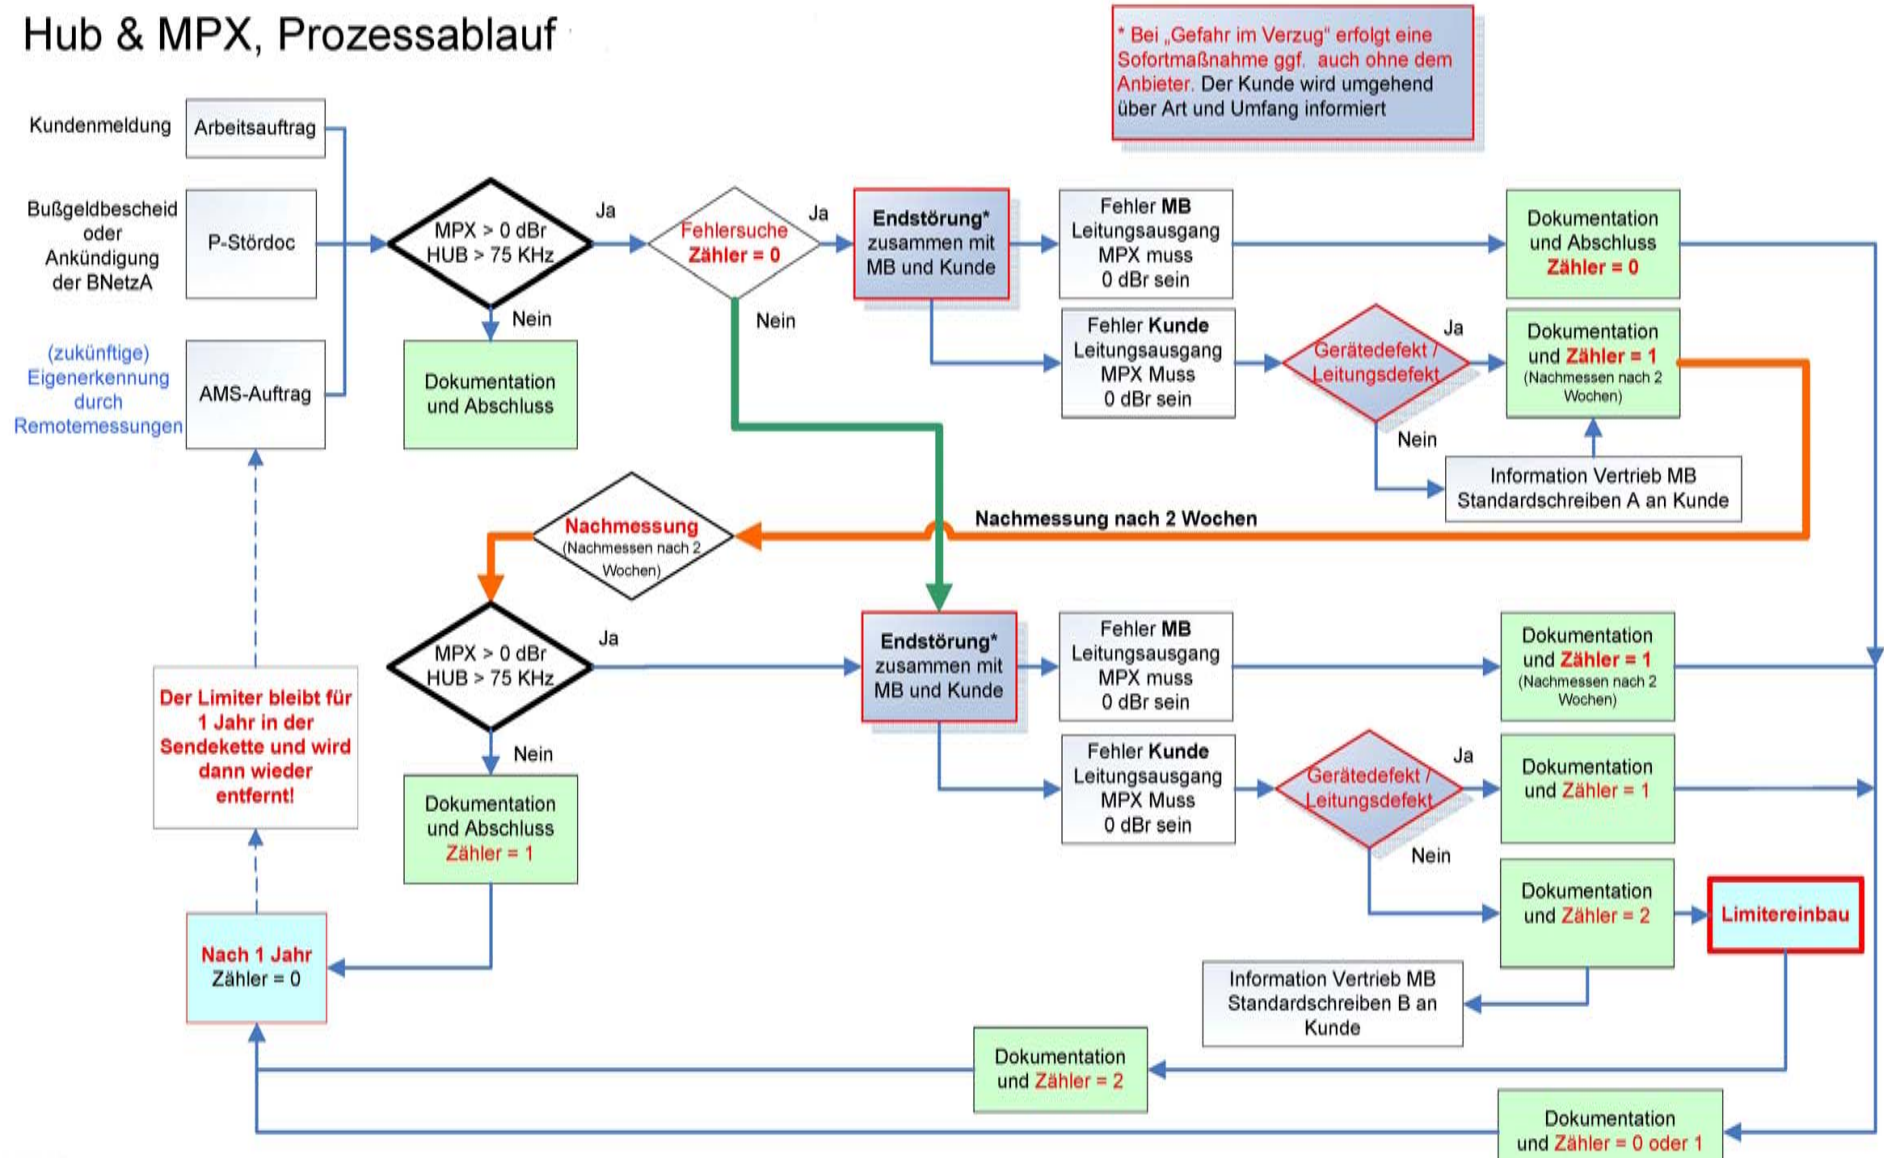 Hub & MPX, Prozessablauf
* Bei „Gefahr im Verzug“ erfolgt eine
Sofortmaßnahme ggf. auch ohne dem
Anbieter. Der Kunde wird umgehend
über Art und Umfang informiert
Kundenmeldung
Arbeitsauftrag
Bußgeldbescheid
oder
Ankündigung
der BNetzA
P-Stördoc
(zukünftige)
Eigenerkennung
durch
Remotemessungen
AMS-Auftrag
MPX > 0 dBr
HUB > 75 KHz
Ja
Nein
Dokumentation
und Abschluss
Fehlersuche
Zähler = 0
Ja
Nein
Endstörung*
zusammen mit
MB und Kunde
Fehler MB
Leitungsausgang
MPX muss
0 dBr sein
Dokumentation
und Abschluss
Zähler = 0
Fehler Kunde
Leitungsausgang
MPX Muss
0 dBr sein
Gerätedefekt /
Leitungsdefekt
Ja
Nein
Dokumentation
und Zähler = 1
(Nachmessen nach 2
Wochen)
Information Vertrieb MB
Standardschreiben A an Kunde
Nachmessung nach 2 Wochen
Nachmessung
(Nachmessen nach 2
Wochen)
MPX > 0 dBr
HUB > 75 KHz
Ja
Nein
Endstörung*
zusammen mit
MB und Kunde
Fehler MB
Leitungsausgang
MPX muss
0 dBr sein
Dokumentation
und Zähler = 1
(Nachmessen nach 2
Wochen)
Fehler Kunde
Leitungsausgang
MPX Muss
0 dBr sein
Gerätedefekt /
Leitungsdefekt
Ja
Nein
Dokumentation
und Zähler = 1
Dokumentation
und Zähler = 2
Limitereinbau
Information Vertrieb MB
Standardschreiben B an
Kunde
Der Limiter bleibt für
1 Jahr in der
Sendekette und wird
dann wieder
entfernt!
Dokumentation
und Abschluss
Zähler = 1
Nach 1 Jahr
Zähler = 0
Dokumentation
und Zähler = 2
Dokumentation
und Zähler = 0 oder 1